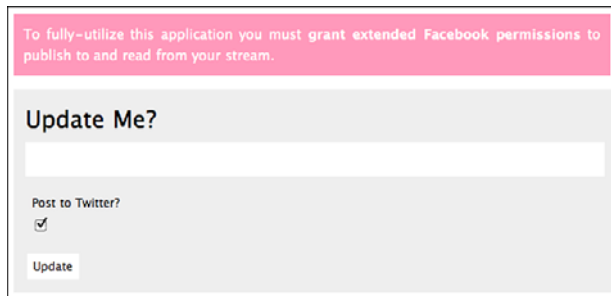 To fully-utilize this application you must grant extended Facebook permissions to
publish to and read from your stream.
Update Me?
Post to Twitter?
Update